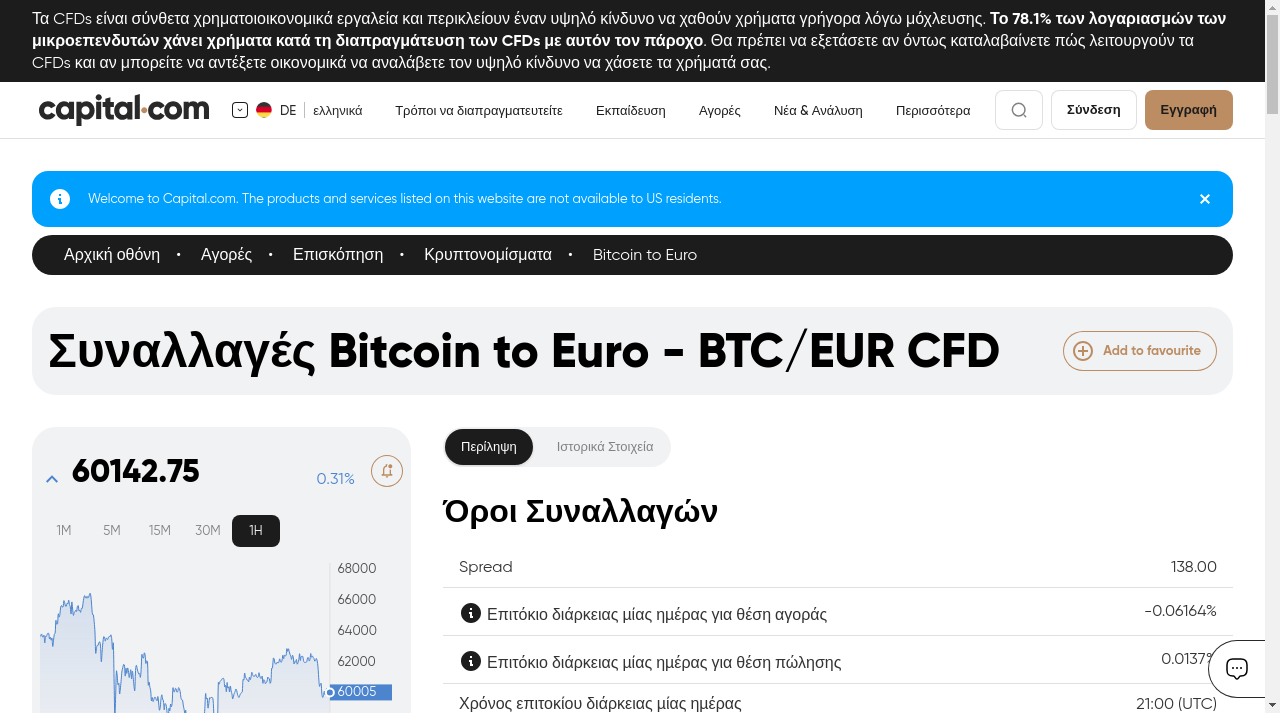 Τα CFDs είναι σύνθετα χρηματοιοικονομικά εργαλεία και περικλείουν έναν υψηλό κίνδυνο να χαθούν χρήματα γρήγορα λόγω μόχλευσης. Το 78.1% των λογαριασμών των
μικροεπενδυτών χάνει χρήματα κατά τη διαπραγμάτευση των CFDs με αυτόν τον πάροχο. Θα πρέπει να εξετάσετε αν όντως καταλαβαίνετε πώς λειτουργούν τα
CFDs και αν μπορείτε να αντέξετε οικονομικά να αναλάβετε τον υψηλό κίνδυνο να χάσετε τα χρήματά σας.
capital.com DE ελληνικά Τρόποι να διαπραγματευτείτε Εκπαίδευση Αγορές Νέα & Ανάλυση Περισσότερα Σύνδεση Εγγραφή
Welcome to Capital.com. The products and services listed on this website are not available to US residents.
Αρχική οθόνη • Αγορές • Επισκόπηση • Κρυπτονομίσματα • Bitcoin to Euro
Συναλλαγές Bitcoin to Euro - BTC/EUR CFD
Add to favourite
60142.75 0.31%
1M 5M 15M 30M 1H
68000
66000
64000
62000
60005
Περίληψη Ιστορικά Στοιχεία
Όροι Συναλλαγών
Spread 138.00
Επιτόκιο διάρκειας μίας ημέρας για θέση αγοράς -0.06164%
Επιτόκιο διάρκειας μίας ημέρας για θέση πώλησης 0.0137%
Χρόνος επιτοκίου διάρκειας μίας ημέρας 21:00 (UTC)